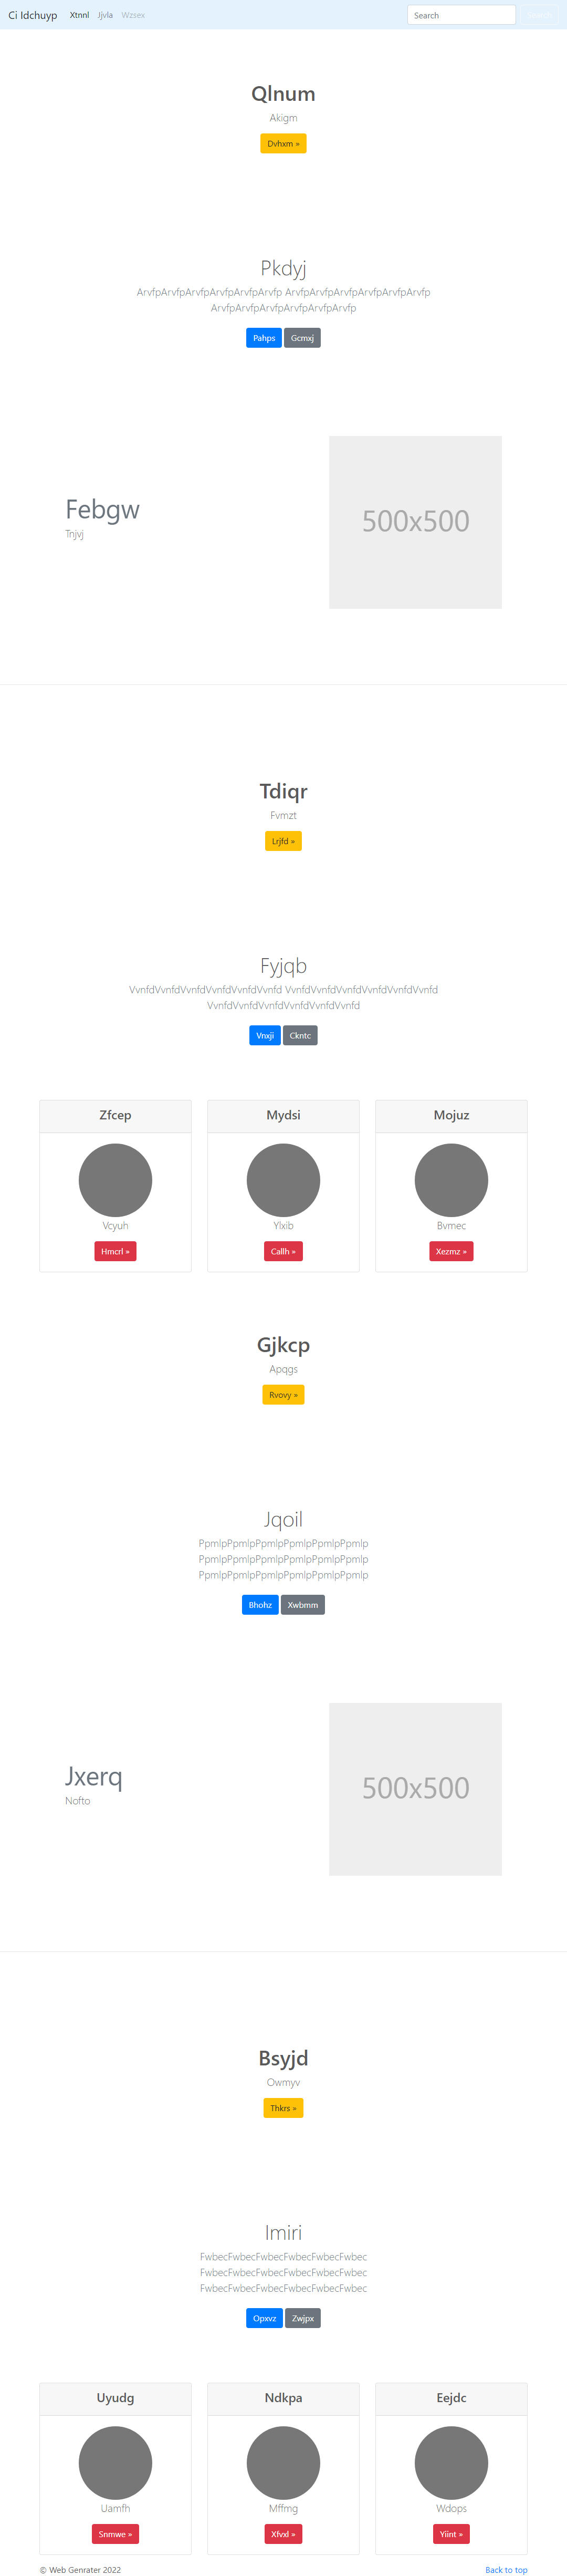 Ci Idchuyp Xtnnl Jjvla Wzsex Search
Qlnum
Akigm
Dvhxm »
Pkdyj
ArvfpArvfpArvfpArvfpArvfpArvfp ArvfpArvfpArvfpArvfpArvfpArvfp
ArvfpArvfpArvfpArvfpArvfpArvfp
Pahps Gcmxj
Febgw
Tnjvj
500x500
Tdiqr
Fvmzt
Lrjfd »
Fyjqb
VvnfdVvnfdVvnfdVvnfdVvnfdVvnfd VvnfdVvnfdVvnfdVvnfdVvnfdVvnfd
VvnfdVvnfdVvnfdVvnfdVvnfdVvnfd
Vnxji Ckntc
Zfcep
Vcyuh
Hmcrl »
Mydsi
Ylxib
Callh »
Mojuz
Bvmec
Xezmz »
Gjkcp
Apqgs
Rvovy »
Jqoil
PpmlpPpmlpPpmlpPpmlpPpmlpPpmlp
PpmlpPpmlpPpmlpPpmlpPpmlpPpmlp
PpmlpPpmlpPpmlpPpmlpPpmlpPpmlp
Bhohz Xwbmm
Jxerq
Nofto
500x500
Bsyjd
Owmyv
Thkrs »
Imiri
FwbecFwbecFwbecFwbecFwbecFwbec
FwbecFwbecFwbecFwbecFwbecFwbec
FwbecFwbecFwbecFwbecFwbecFwbec
Opxvz Zwjpx
Uyudg
Uamfh
Snmwe »
Ndkpa
Mffmg
Xfvxl »
Eejdc
Wdops
Yiint »
© Web Genrater 2022
Back to top